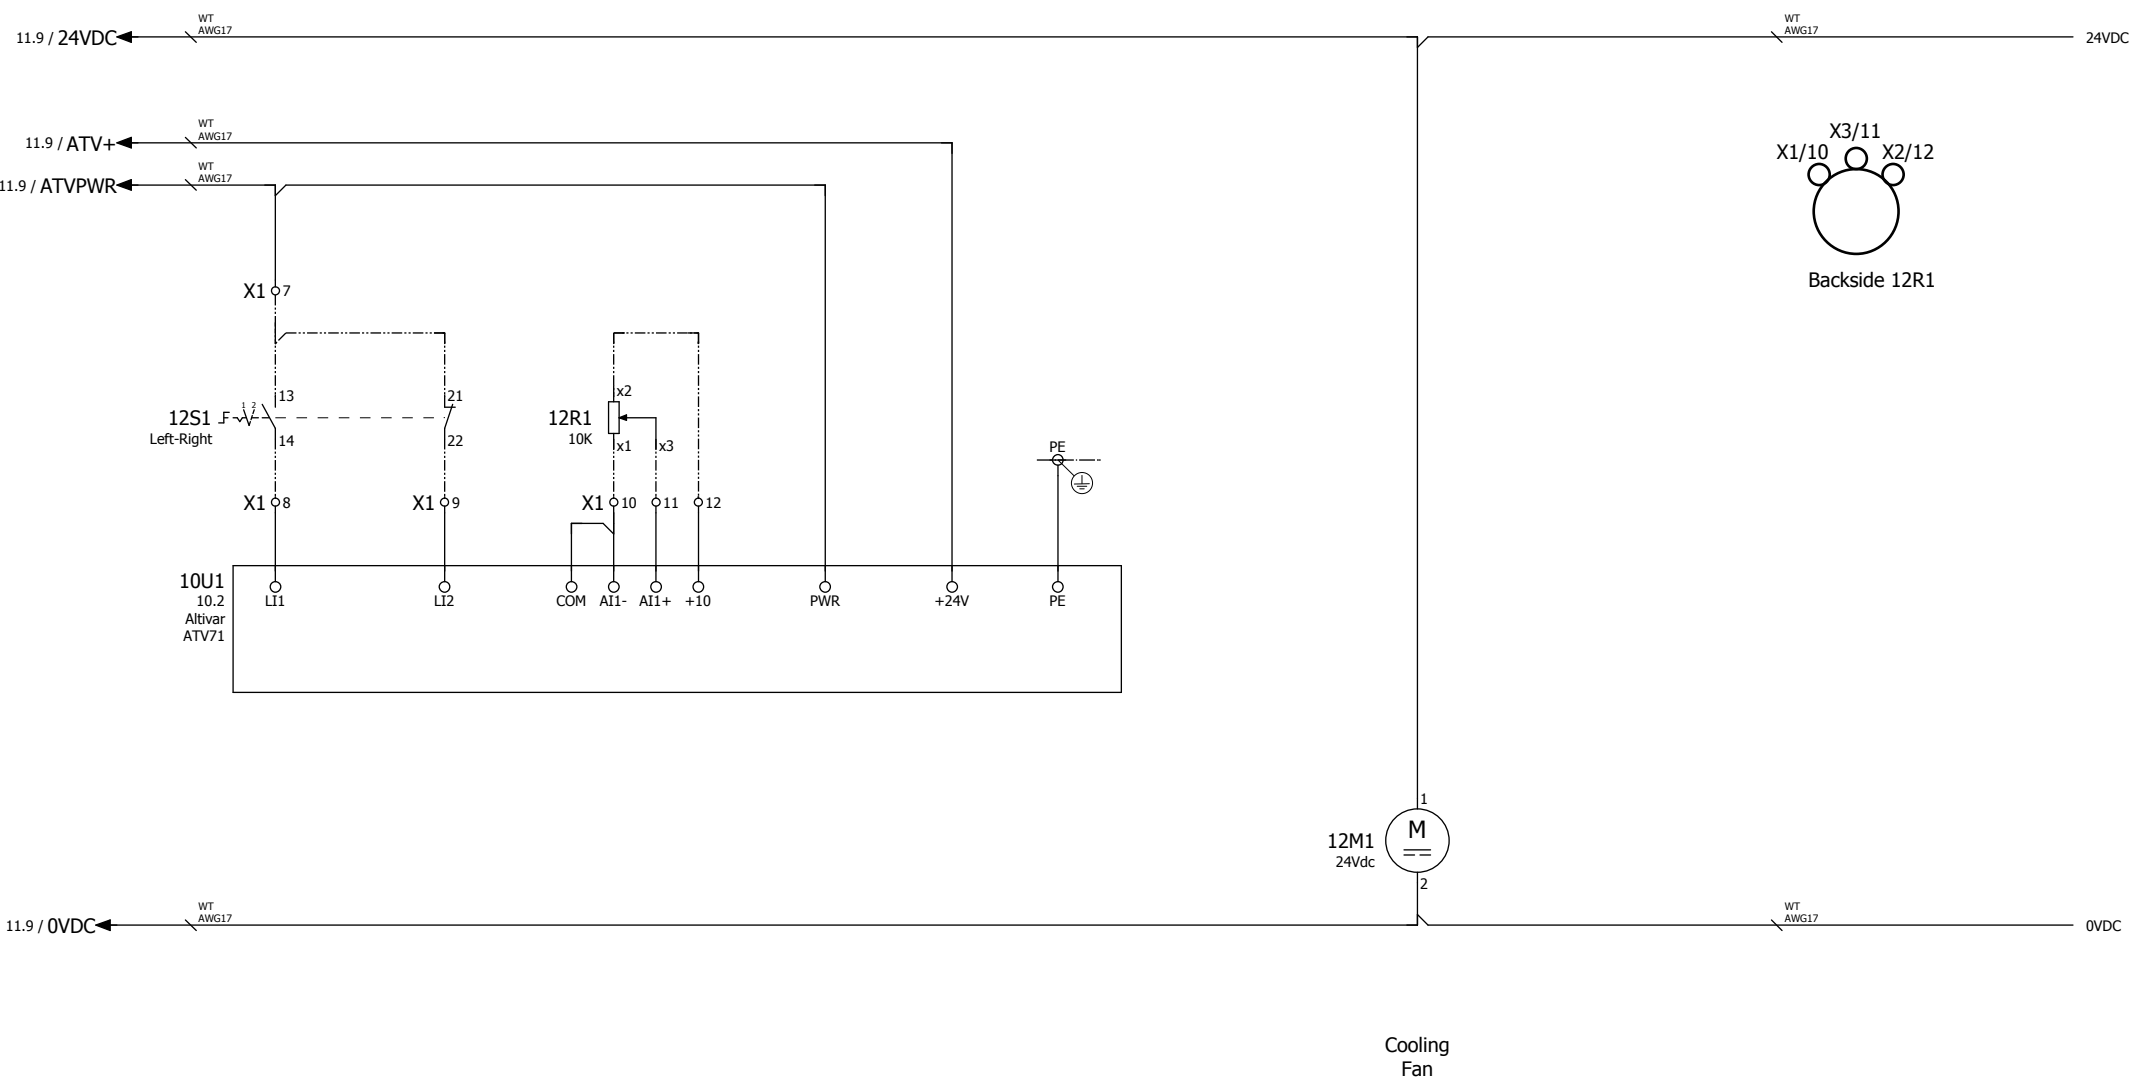 WT
AWG17
11.9 / 24VDC
WT
AWG17
24VDC
WT
AWG17
11.9 / ATV+
WT
AWG17
11.9 / ATVPWR
X3/11
X1/10
X2/12
Backside 12R1
X1
7
12S1
Left-Right
1 2
13
14
21
22
12R1
10K
x2
x1
x3
PE
X1
8
X1
9
X1
10
11
12
10U1
10.2
Altivar
ATV71
LI1
LI2
COM
AI1-
AI1+
+10
PWR
+24V
PE
12M1
24Vdc
1
M
2
WT
AWG17
11.9 / 0VDC
WT
AWG17
0VDC
Cooling
Fan